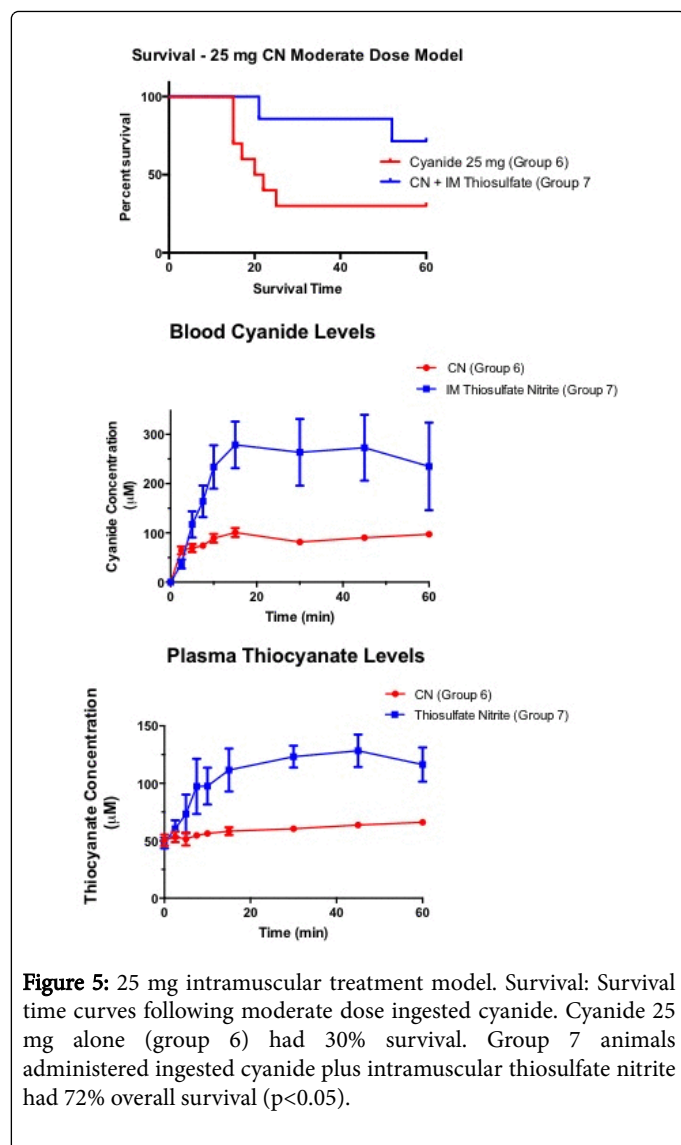 Survival - 25 mg CN Moderate Dose Model
100
50
0
Percent survival
0
20
40
60
Survival Time
Cyanide 25 mg (Group 6)
CN + IM Thiosulfate (Group 7
Blood Cyanide Levels
CN (Group 6)
IM Thiosulfate Nitrite (Group 7)
Cyanide Concentration
(µM)
300
200
100
0
0
20
40
60
Time (min)
Plasma Thiocyanate Levels
CN (Group 6)
Thiosulfate Nitrite (Group 7)
Thiocyanate Concentration
(µM)
150
100
50
0
0
20
40
60
Time (min)
Figure 5: 25 mg intramuscular treatment model. Survival: Survival
time curves following moderate dose ingested cyanide. Cyanide 25
mg alone (group 6) had 30% survival. Group 7 animals
administered ingested cyanide plus intramuscular thiosulfate nitrite
had 72% overall survival (p<0.05).